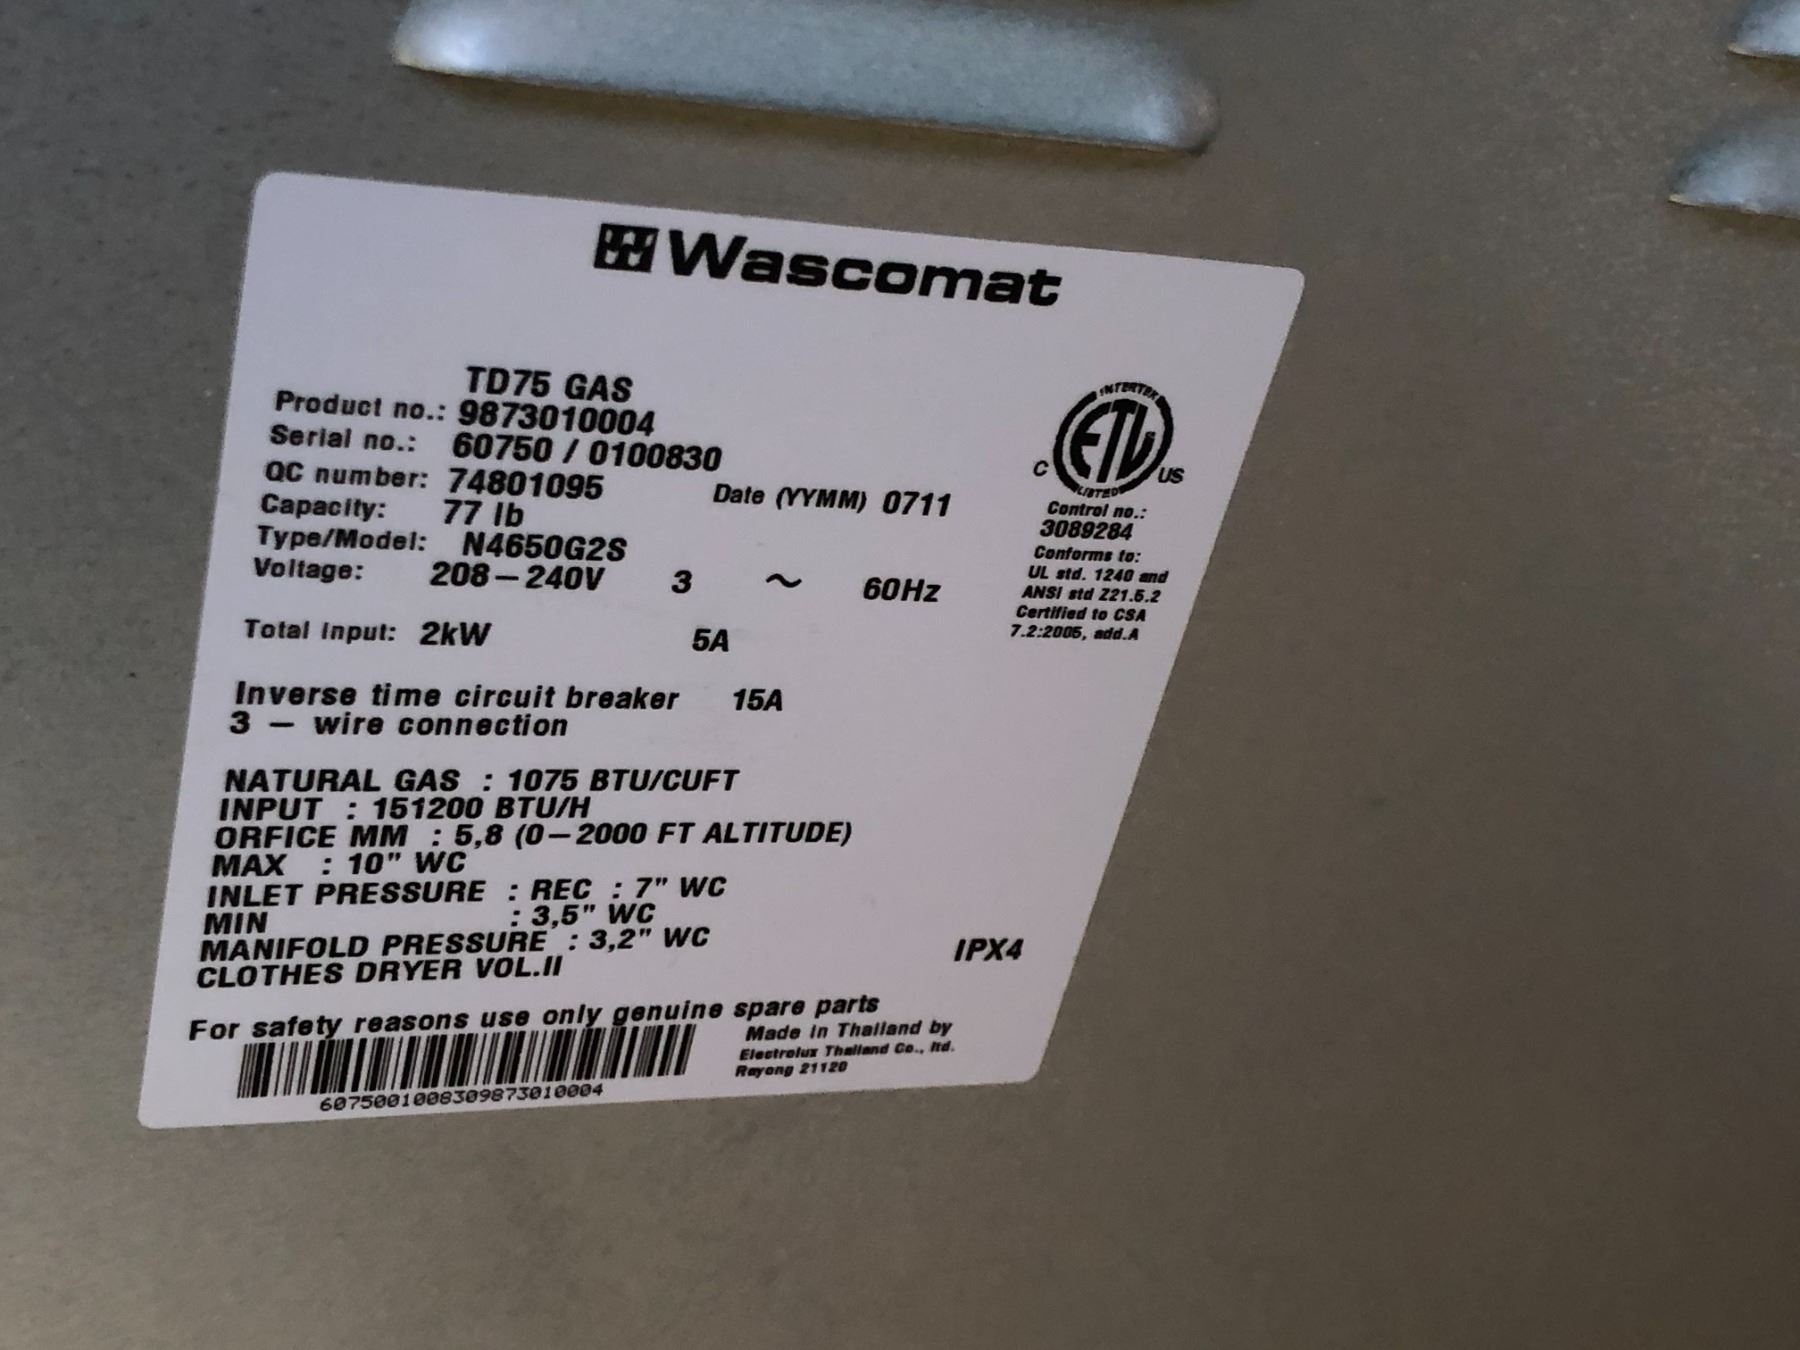 Wascomat
TD75 GAS
Product no.: 9873010004
Serial no.: 60750 / 0100830
QC number: 74801095 Date (YYMM) 0711
Capacity: 77 lb
Type/Model: N4650G2S
Voltage: 208–240V 3 ~ 60Hz
Total input: 2kW 5A
Inverse time circuit breaker 15A
3 – wire connection
NATURAL GAS : 1075 BTU/CUFT
INPUT : 151200 BTU/H
ORFICE MM : 5,8 (0–2000 FT ALTITUDE)
MAX : 10" WC
INLET PRESSURE : REC : 7" WC
MIN : 3,5" WC
MANIFOLD PRESSURE : 3,2" WC
CLOTHES DRYER VOL.II
IPX4
For safety reasons use only genuine spare parts
6075001008309873010004
Made in Thailand by
Electrolux Thailand Co., ltd.
Rayong 21120
INTERTEK
ETL
C US
LISTED
Control no.:
3089284
Conforms to:
UL std. 1240 and
ANSI std Z21.5.2
Certified to CSA
7.2:2005, add.A